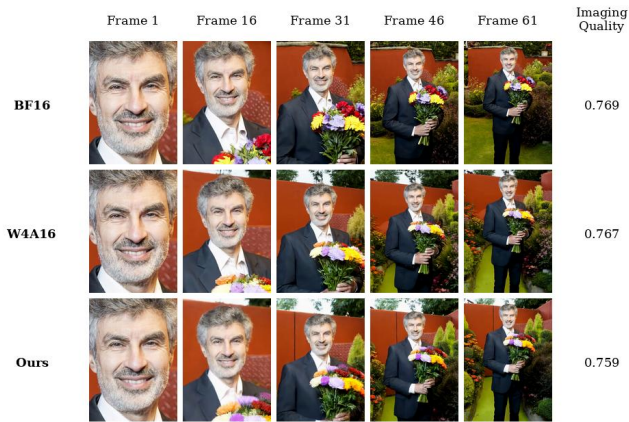 Frame 1 Frame 16 Frame 31 Frame 46 Frame 61 Imaging
Quality
BF16 0.769
W4A16 0.767
Ours 0.759